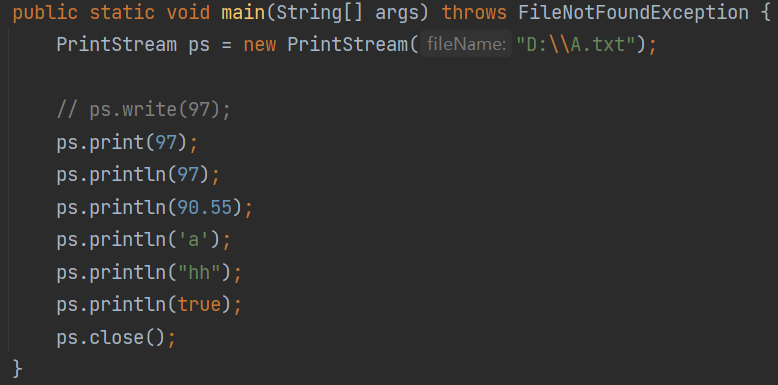 public static void main(String[] args) throws FileNotFoundException {
    PrintStream ps = new PrintStream( fileName: "D:\\A.txt");

    // ps.write(97);
    ps.print(97);
    ps.println(97);
    ps.println(90.55);
    ps.println('a');
    ps.println("hh");
    ps.println(true);
    ps.close();
}